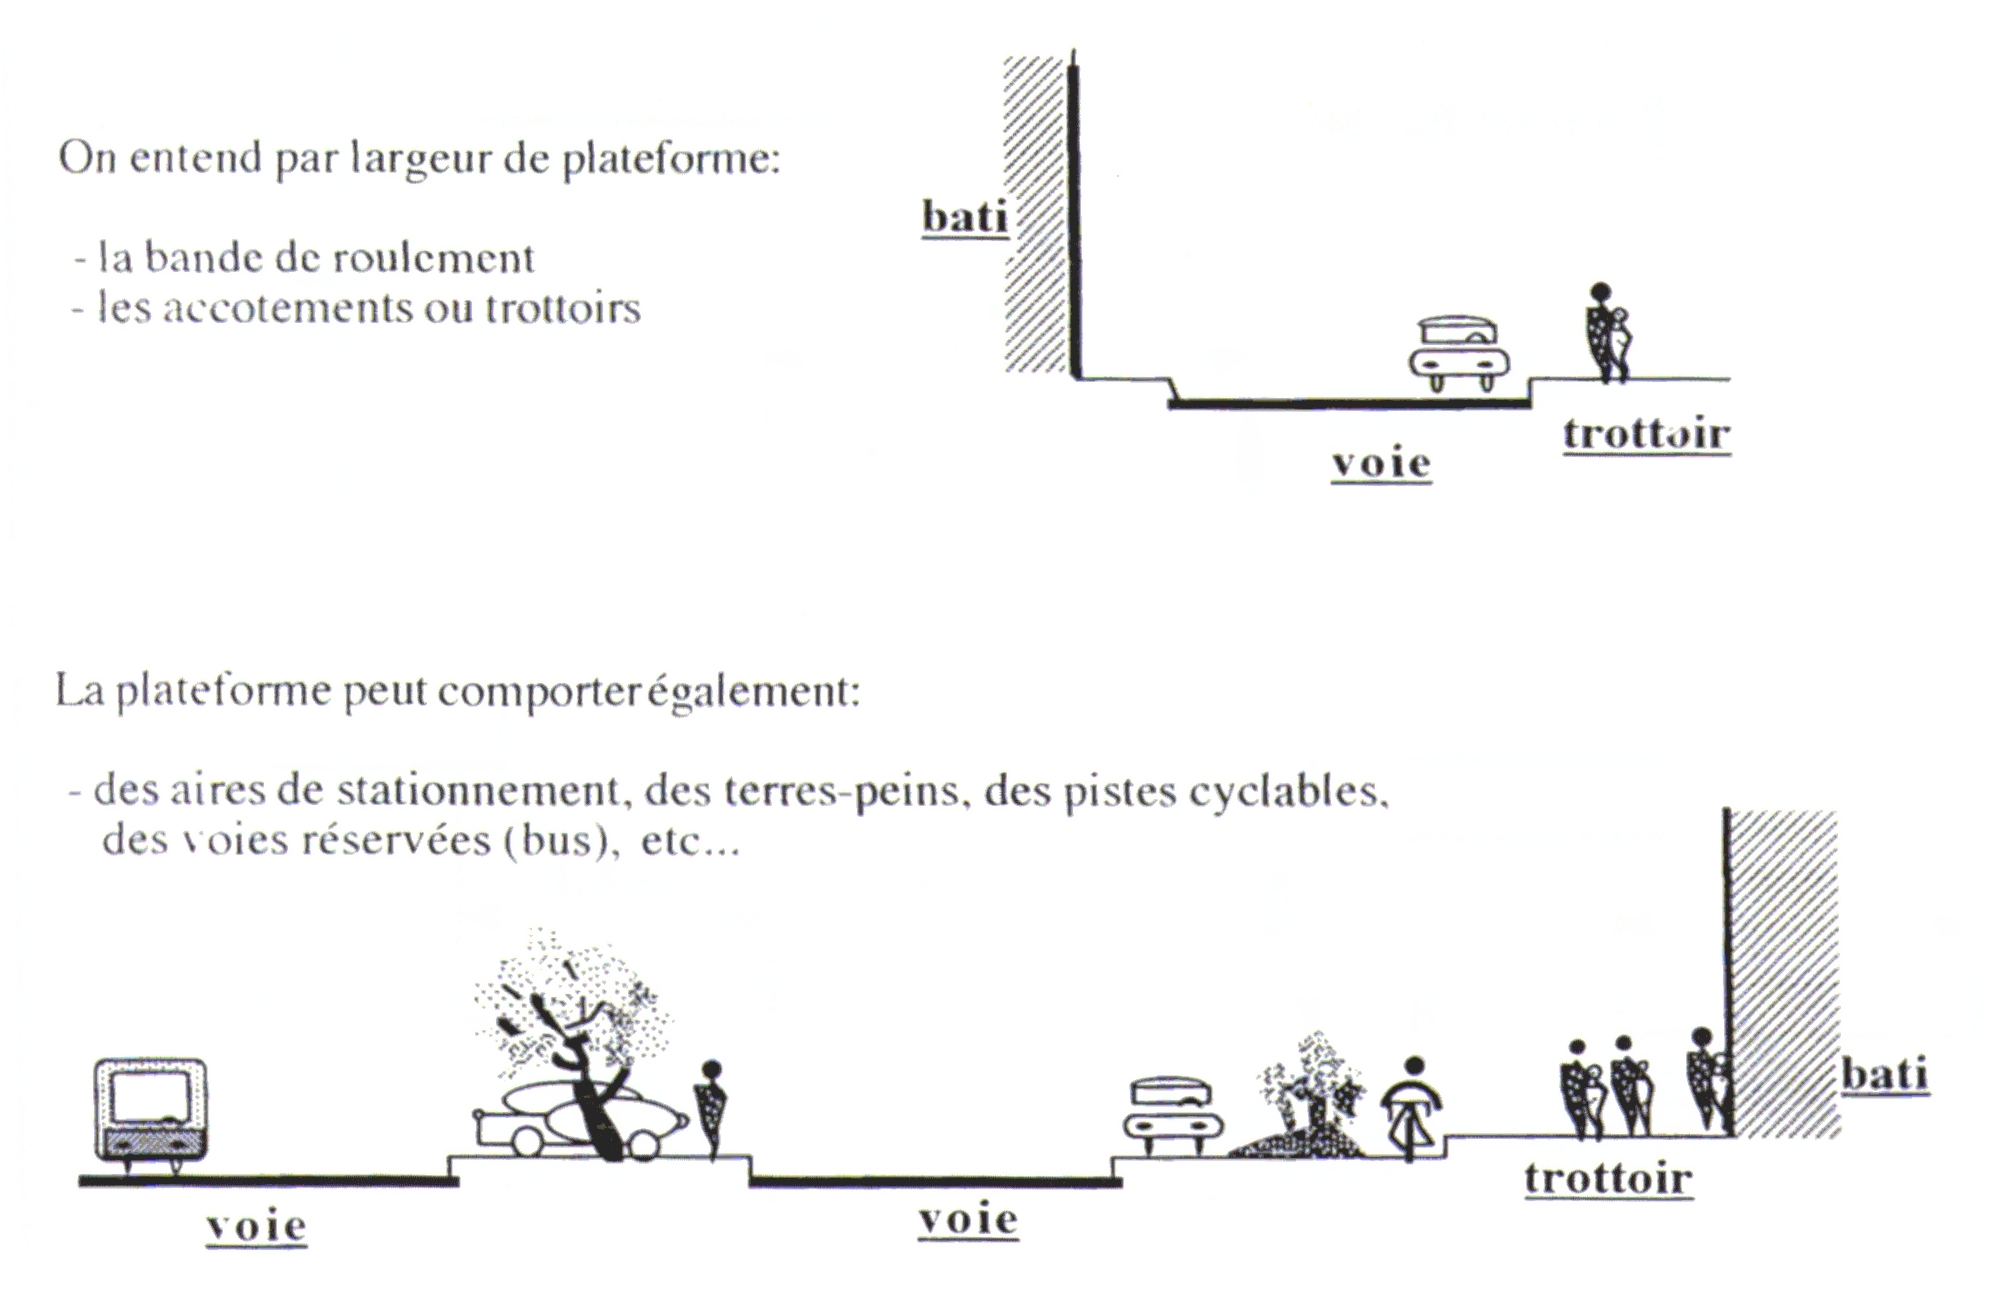 On entend par largeur de plateforme:
- la bande de roulement
- les accotements ou trottoirs
bati
trottoir
voie
La plateforme peut comporter également:
- des aires de stationnement, des terres-peins, des pistes cyclables,
des voies réservées (bus), etc...
bati
trottoir
voie
voie